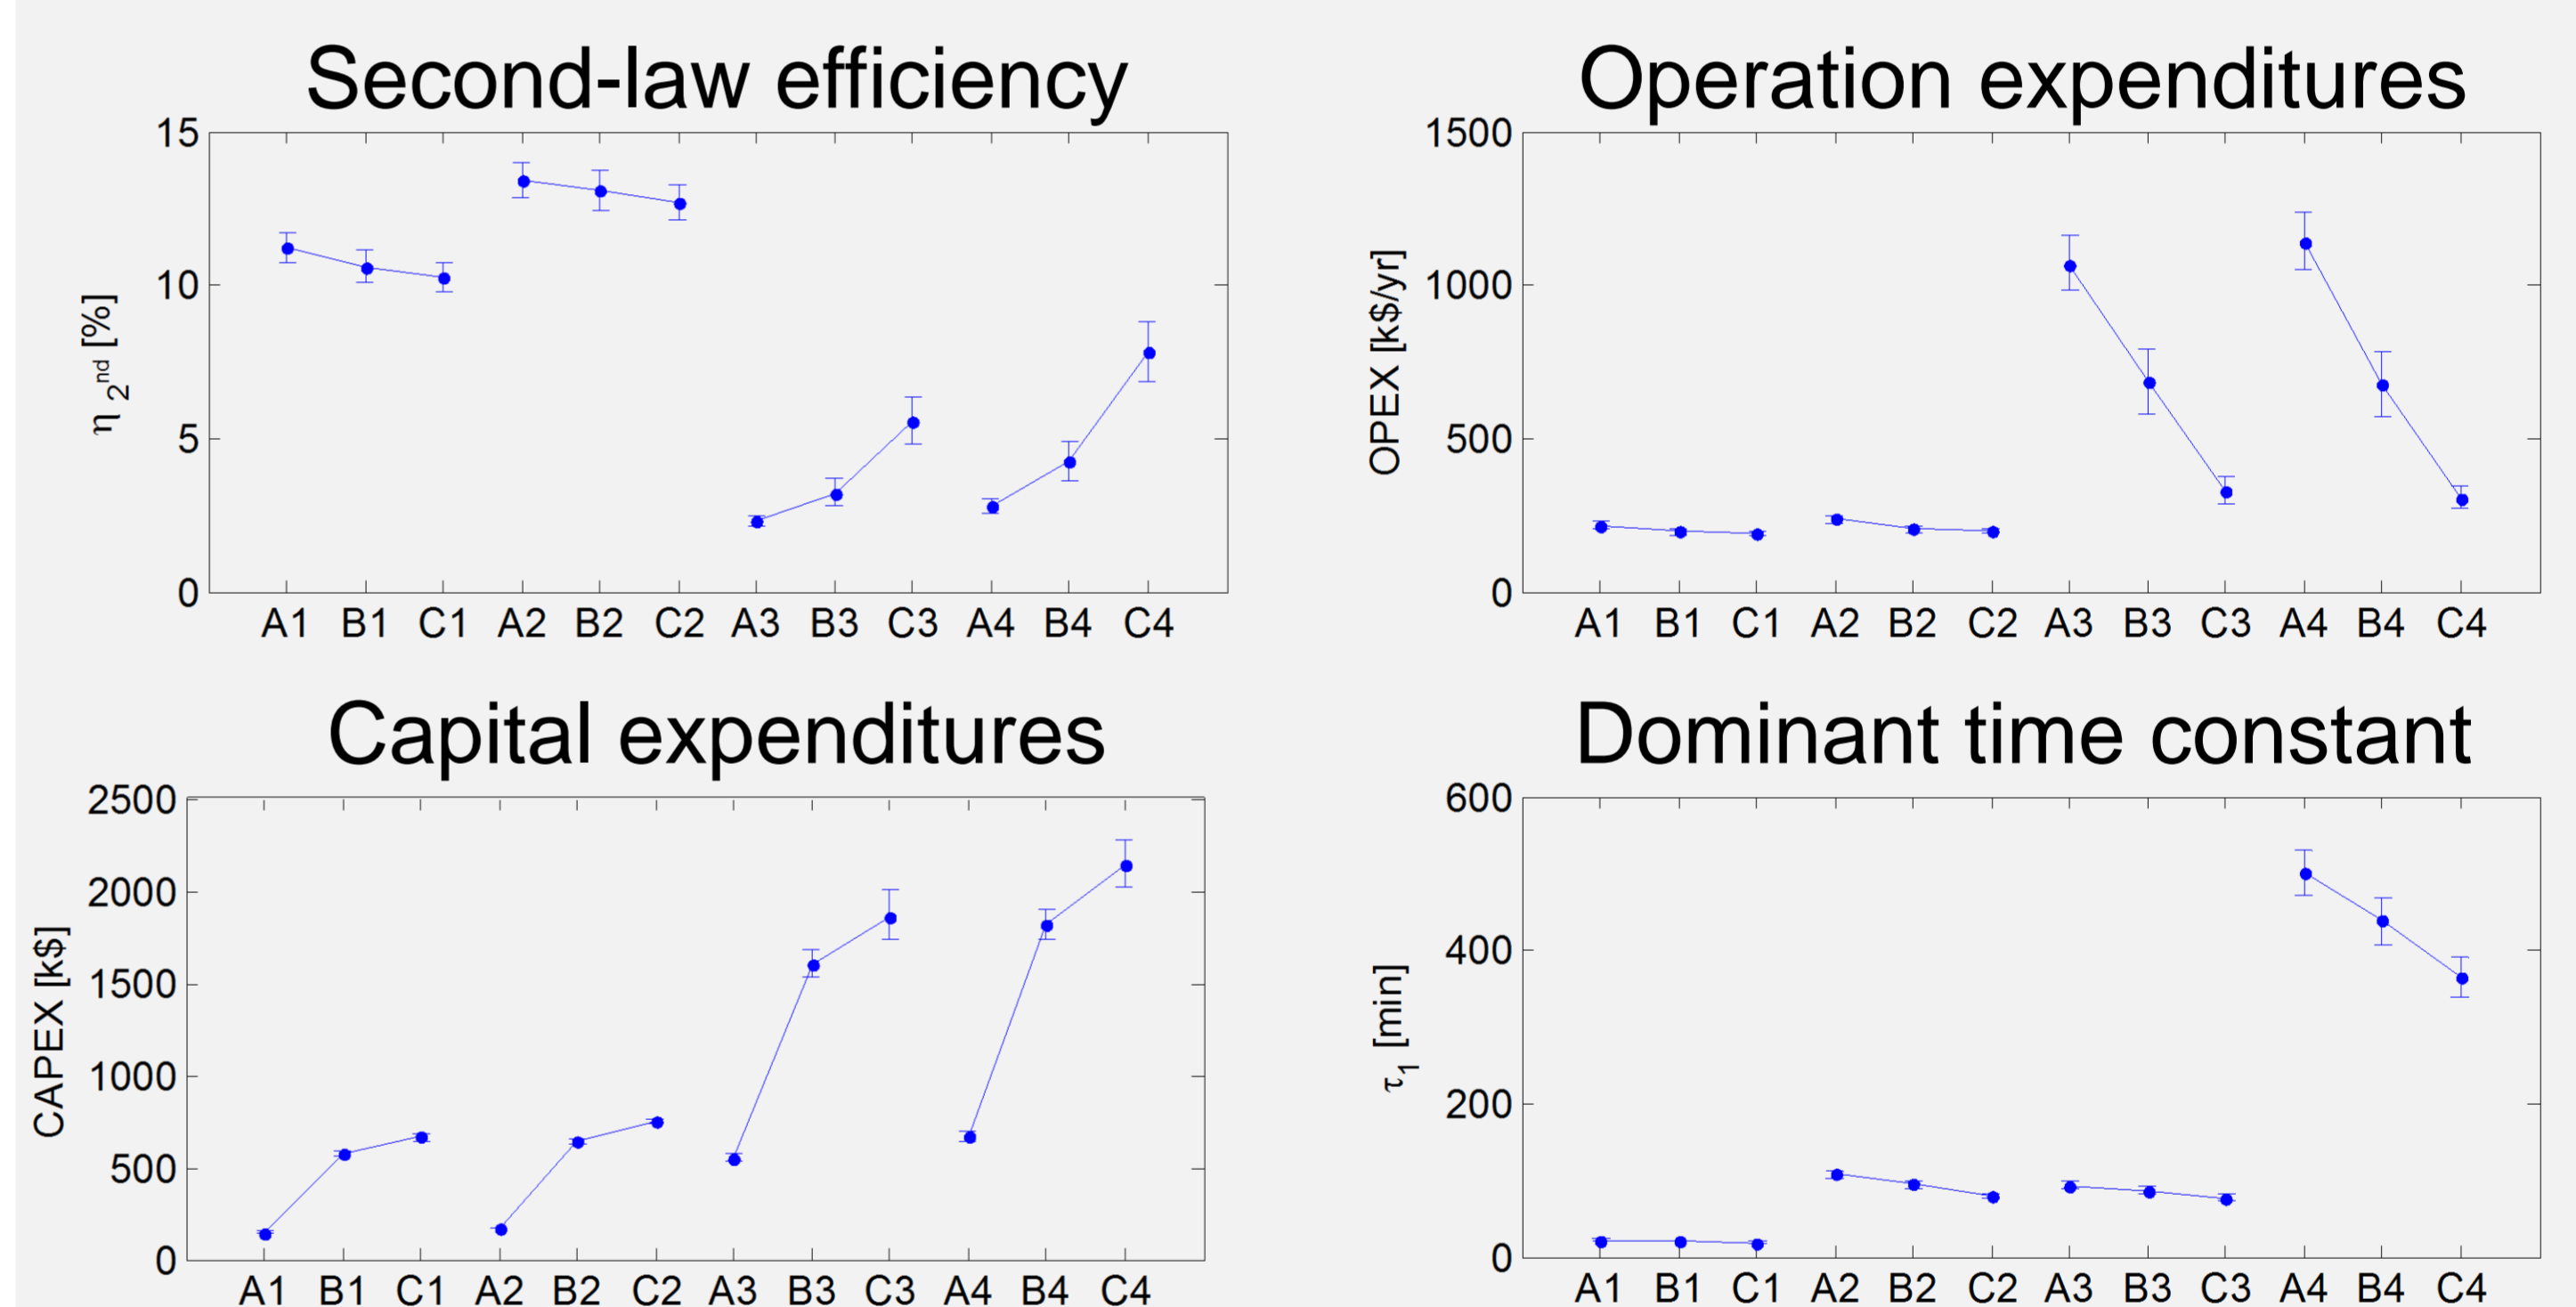 Second-law efficiency
15
10
5
0
η 2nd [%]
A1 B1 C1 A2 B2 C2 A3 B3 C3 A4 B4 C4
Operation expenditures
1500
1000
500
0
OPEX [k$/yr]
A1 B1 C1 A2 B2 C2 A3 B3 C3 A4 B4 C4
Capital expenditures
2500
2000
1500
1000
500
0
CAPEX [k$]
A1 B1 C1 A2 B2 C2 A3 B3 C3 A4 B4 C4
Dominant time constant
600
400
200
0
τ1 [min]
A1 B1 C1 A2 B2 C2 A3 B3 C3 A4 B4 C4